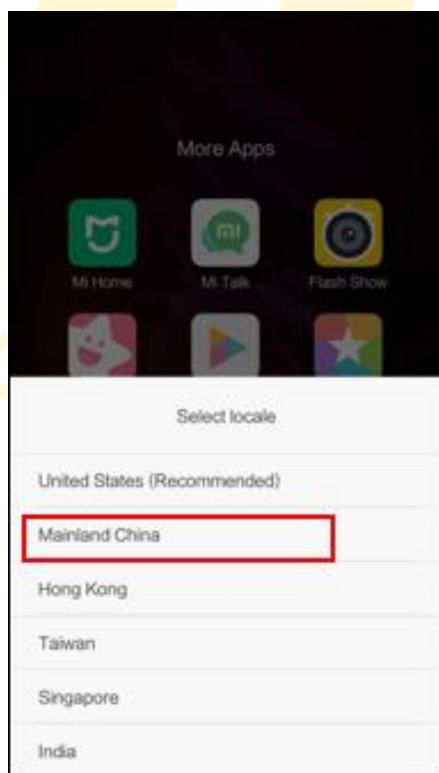 More Apps
Mi Home Mi Talk Flash Show
Select locale
United States (Recommended)
Mainland China
Hong Kong
Taiwan
Singapore
India